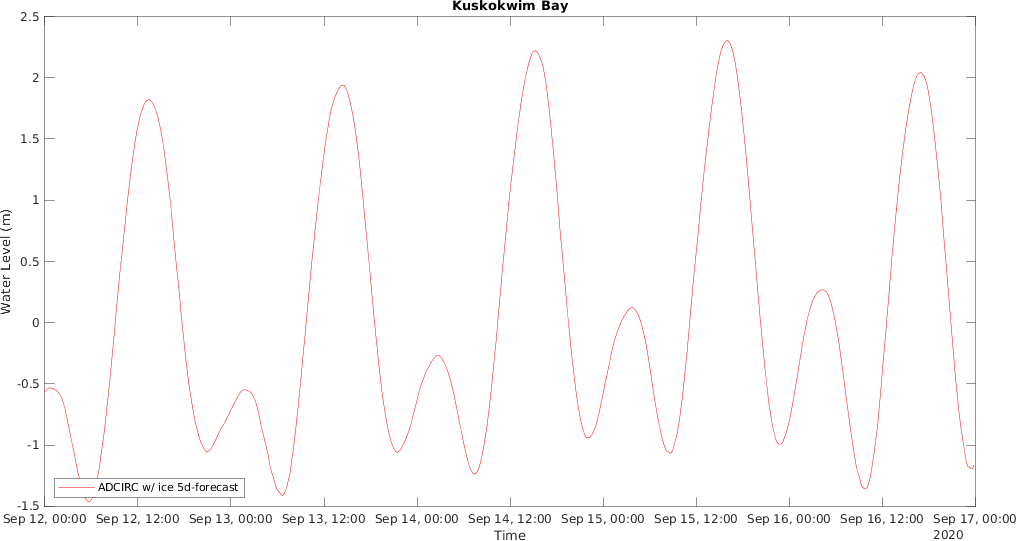 Kuskokwim Bay
2.5
2
1.5
1
0.5
0
-0.5
-1
-1.5
Water Level (m)
ADCIRC w/ ice 5d-forecast
Sep 12, 00:00 Sep 12, 12:00 Sep 13, 00:00 Sep 13, 12:00 Sep 14, 00:00 Sep 14, 12:00 Sep 15, 00:00 Sep 15, 12:00 Sep 16, 00:00 Sep 16, 12:00 Sep 17, 00:00
Time
2020